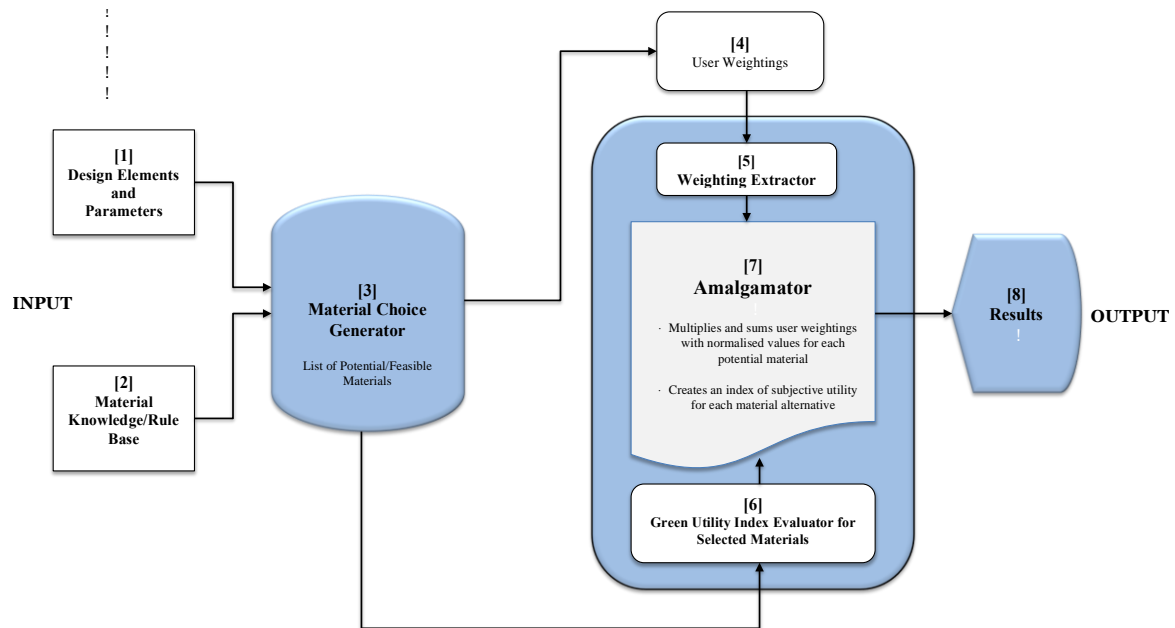 !
!
!
!
!
[1]
Design Elements
and
Parameters
INPUT
[2]
Material
Knowledge/Rule
Base
[3]
Material Choice
Generator
List of Potential/Feasible
Materials
[4]
User Weightings
[5]
Weighting Extractor
[7]
Amalgamator
!
· Multiplies and sums user weightings
with normalised values for each
potential material
· Creates an index of subjective utility
for each material alternative
[6]
Green Utility Index Evaluator for
Selected Materials
[8]
Results
!
OUTPUT